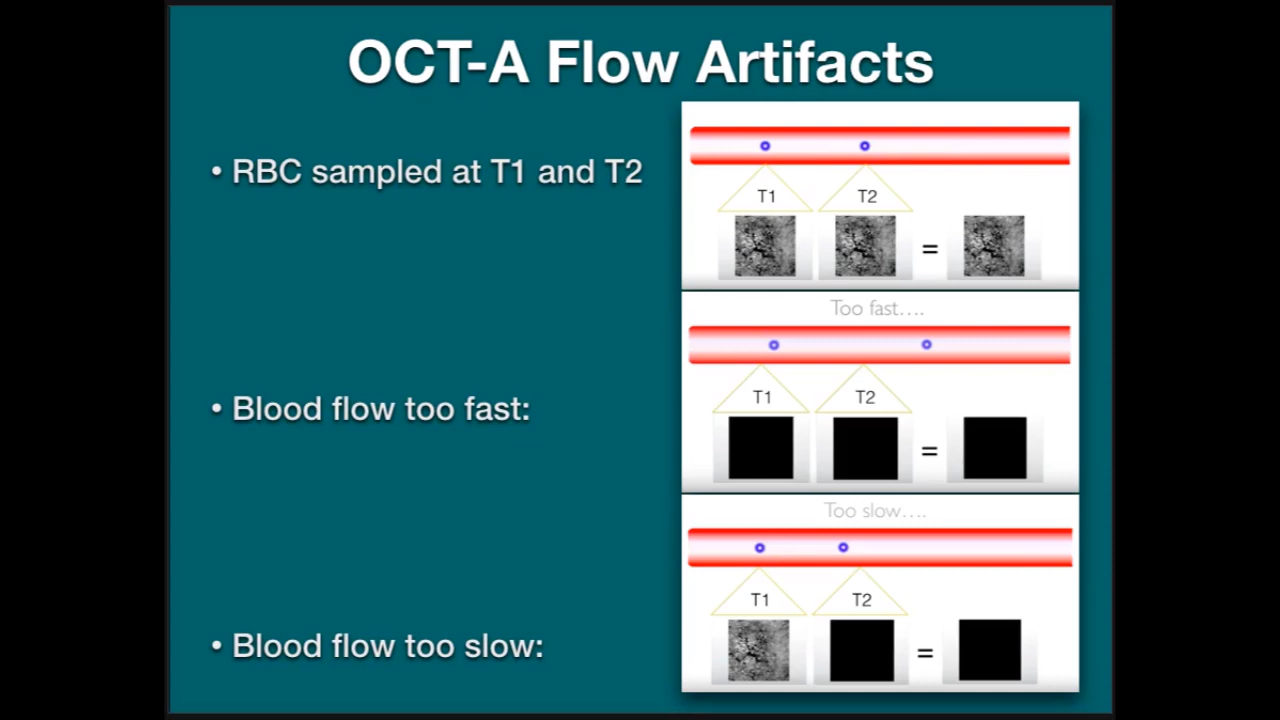 OCT-A Flow Artifacts
• RBC sampled at T1 and T2
T1 T2
=
Too fast....
• Blood flow too fast:
T1 T2
=
Too slow....
• Blood flow too slow:
T1 T2
=